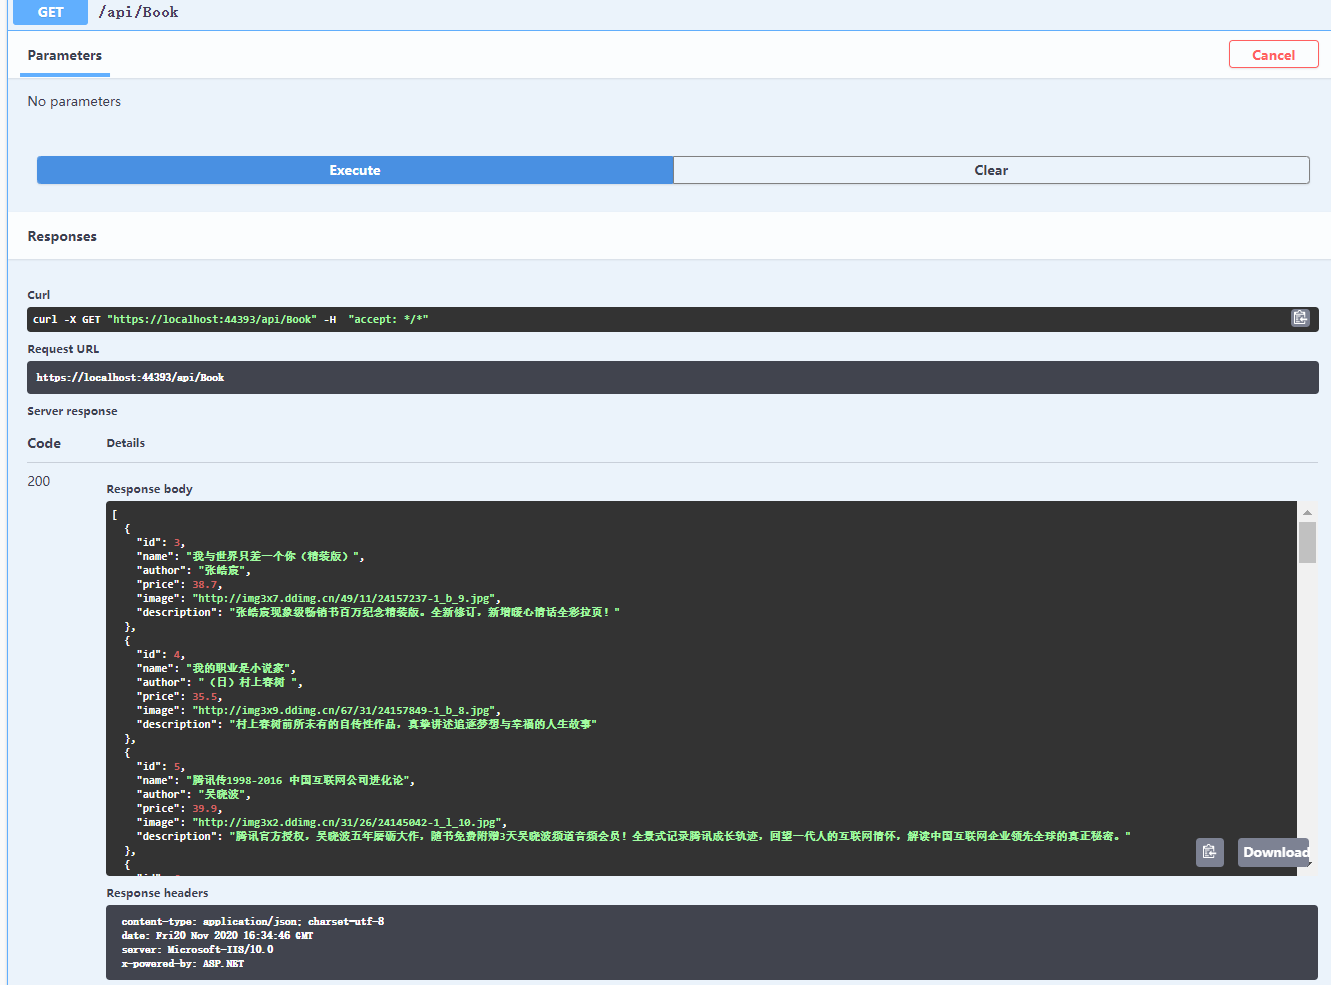 GET /api/Book
Parameters
Cancel
No parameters
Execute
Clear
Responses
Curl
curl -X GET "https://localhost:44393/api/Book" -H  "accept: */*"
Request URL
https://localhost:44393/api/Book
Server response
Code Details
200
Response body
[
  {
    "id": 3,
    "name": "我与世界只差一个你（精装版）",
    "author": "张皓宸",
    "price": 38.7,
    "image": "http://img3x7.ddimg.cn/49/11/24157237-1_b_9.jpg",
    "description": "张皓宸现象级畅销书百万纪念精装版。全新修订，新增暖心情话全彩拉页！"
  },
  {
    "id": 4,
    "name": "我的职业是小说家",
    "author": "（日）村上春树 ",
    "price": 35.5,
    "image": "http://img3x9.ddimg.cn/67/31/24157849-1_b_8.jpg",
    "description": "村上春树前所未有的自传性作品，真挚讲述追逐梦想与幸福的人生故事"
  },
  {
    "id": 5,
    "name": "腾讯传1998-2016 中国互联网公司进化论",
    "author": "吴晓波",
    "price": 39.9,
    "image": "http://img3x2.ddimg.cn/31/26/24145042-1_l_10.jpg",
    "description": "腾讯官方授权，吴晓波五年磨砺大作，随书免费附赠3天吴晓波频道音频会员！全景式记录腾讯成长轨迹，回望一代人的互联网情怀，解读中国互联网企业领先全球的真正秘密。"
  },
  {
Download
Response headers
content-type: application/json; charset=utf-8
date: Fri20 Nov 2020 16:34:46 GMT
server: Microsoft-IIS/10.0
x-powered-by: ASP.NET